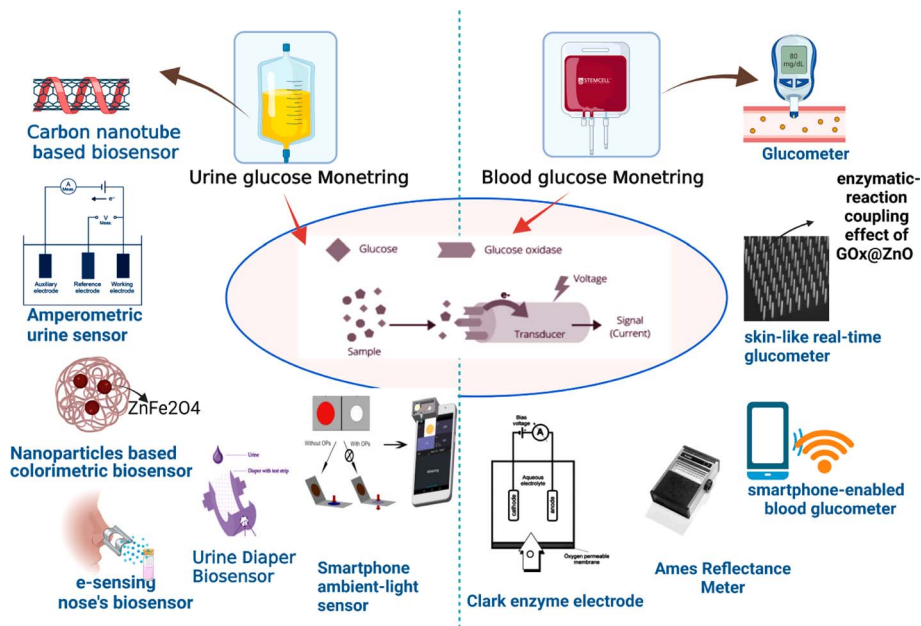 80
mg/dL
STEMCELL
Carbon nanotube
based biosensor
Urine glucose Monetring
Blood glucose Monetring
Glucometer
enzymatic-
reaction
coupling
effect of
GOx@ZnO
A
Meas.
e-
V
Meas.
Auxiliary
electrode
Reference
electrode
Working
electrode
Amperometric
urine sensor
Glucose
Glucose oxidase
Voltage
e-
Sample
Transducer
Signal
(Current)
skin-like real-time
glucometer
ZnFe2O4
Nanoparticles based
colorimetric biosensor
Urine
Diaper with test strip
Urine Diaper
Biosensor
e-sensing
nose's biosensor
Without OPs
With OPs
Smartphone
ambient-light
sensor
Bias
voltage
A
Aqueous
electrolyte
cathode
anode
O
Oxygen permeable
membrane
Clark enzyme electrode
Ames Reflectance
Meter
smartphone-enabled
blood glucometer